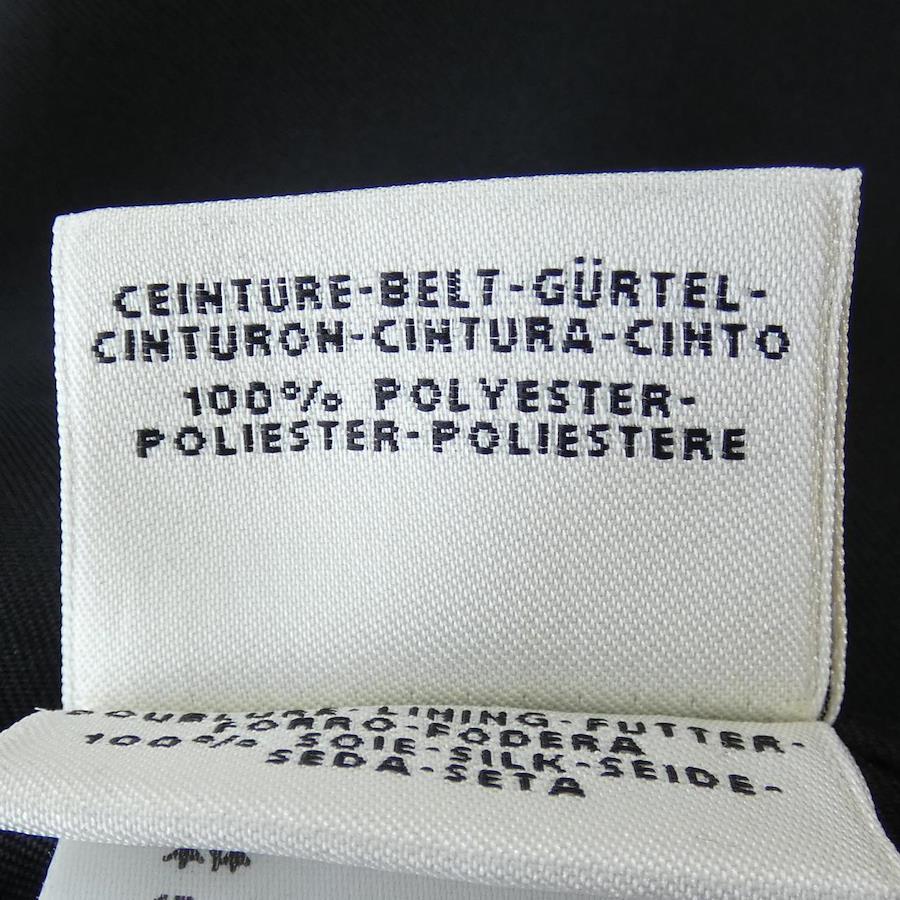 CEINTURE-BELT-GÜRTEL-
CINTURON-CINTURA-CINTO
100% POLYESTER-
POLIESTER-POLIESTERE
DOUBLURE-LINING-FUTTER-
FORRO-FODERA
100% SOIE-SILK-SEIDE-
SEDA-SETA